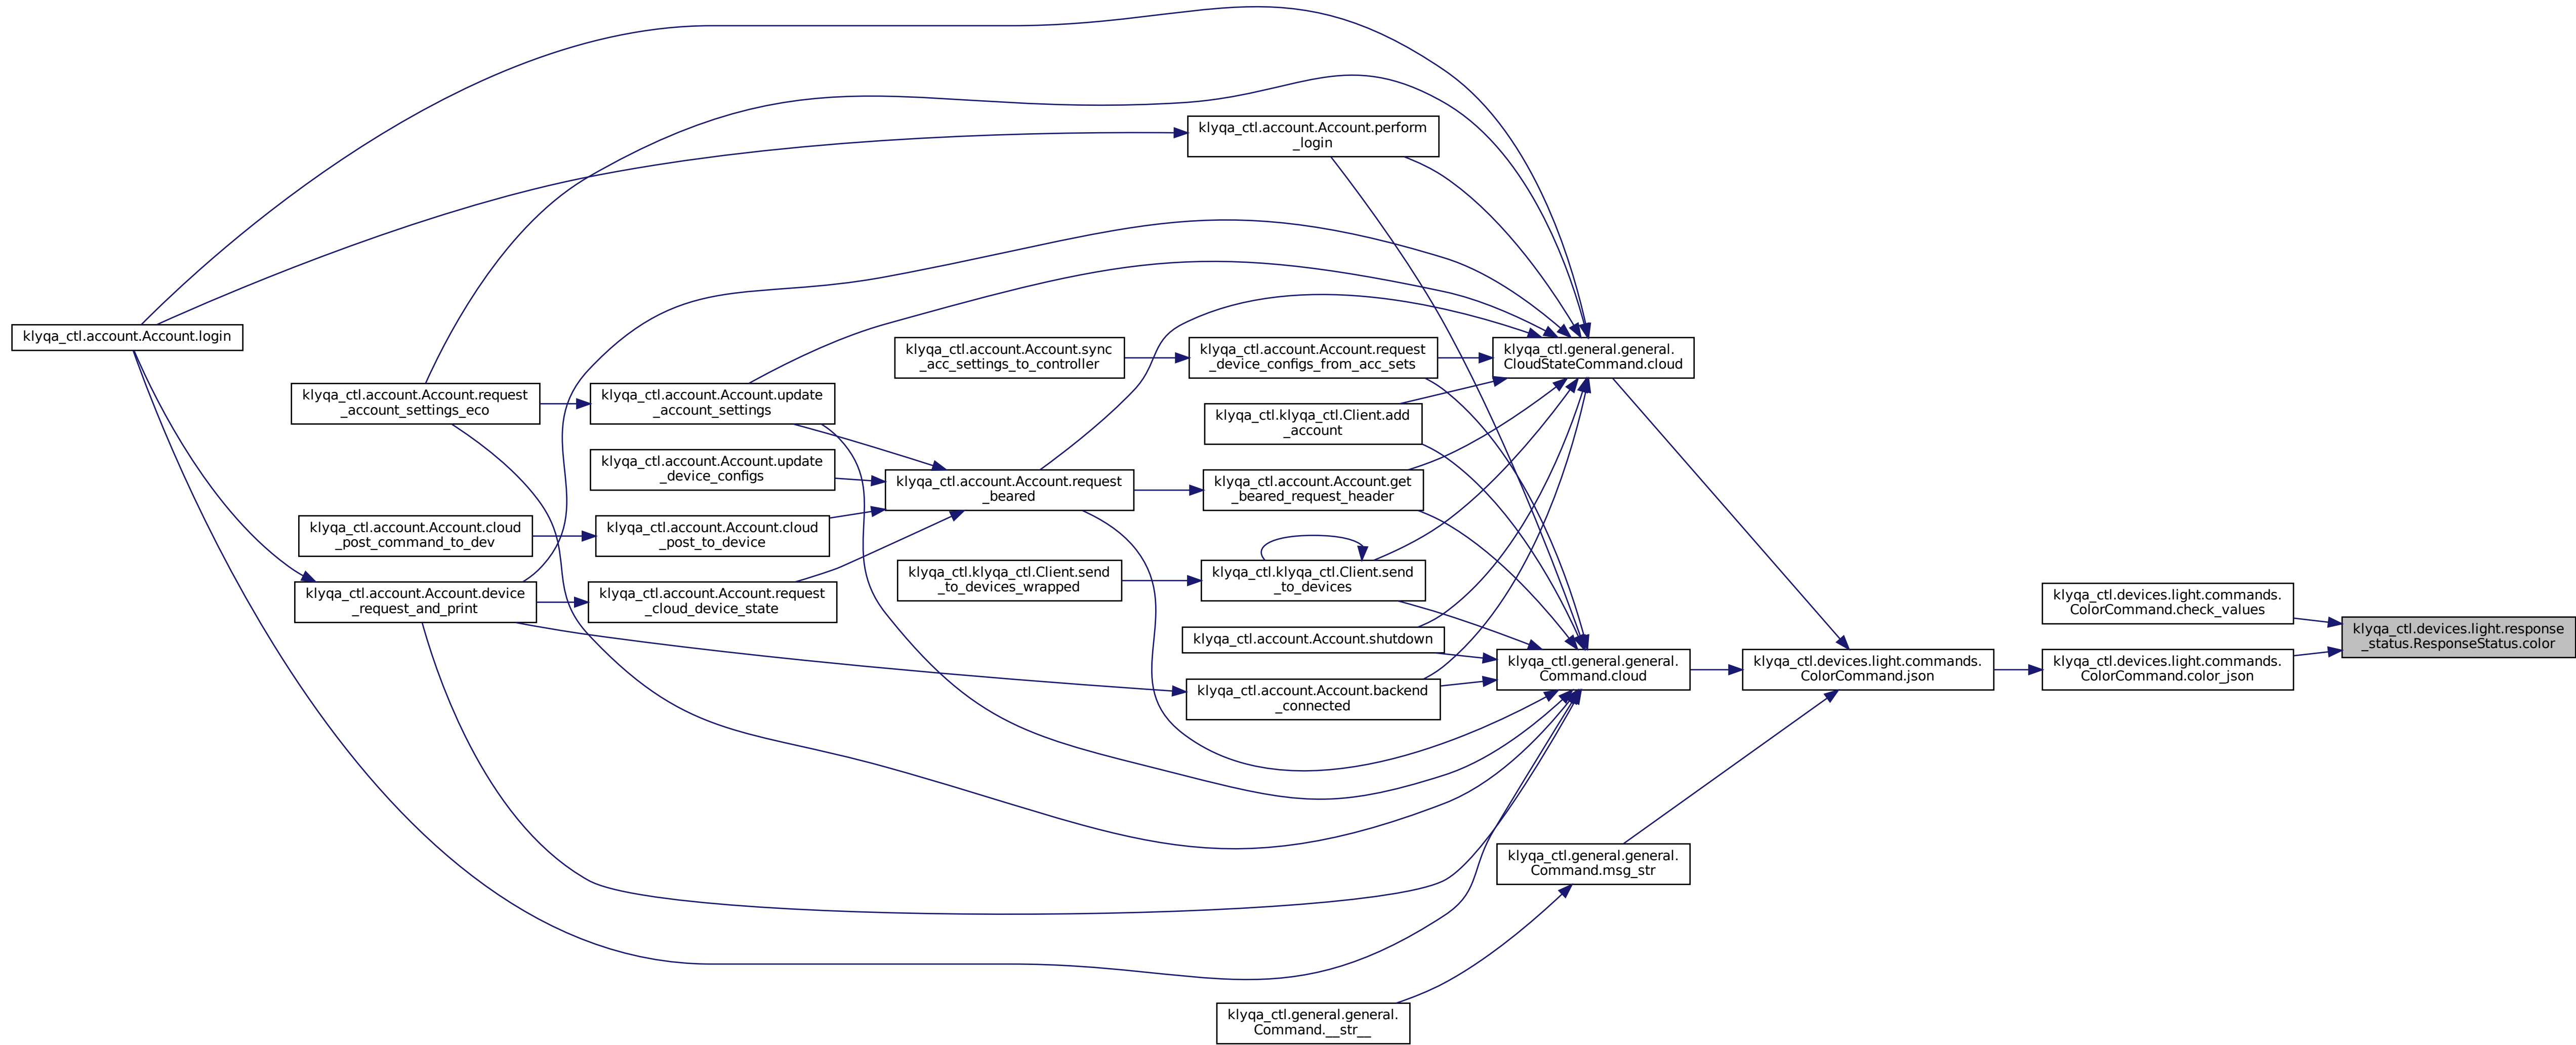 klyqa_ctl.account.Account.perform
_login
klyqa_ctl.account.Account.login
klyqa_ctl.account.Account.sync
_acc_settings_to_controller
klyqa_ctl.account.Account.request
_device_configs_from_acc_sets
klyqa_ctl.general.general.
CloudStateCommand.cloud
klyqa_ctl.account.Account.request
_account_settings_eco
klyqa_ctl.account.Account.update
_account_settings
klyqa_ctl.klyqa_ctl.Client.add
_account
klyqa_ctl.account.Account.update
_device_configs
klyqa_ctl.account.Account.request
_beared
klyqa_ctl.account.Account.get
_beared_request_header
klyqa_ctl.account.Account.cloud
_post_command_to_dev
klyqa_ctl.account.Account.cloud
_post_to_device
klyqa_ctl.klyqa_ctl.Client.send
_to_devices_wrapped
klyqa_ctl.klyqa_ctl.Client.send
_to_devices
klyqa_ctl.account.Account.device
_request_and_print
klyqa_ctl.account.Account.request
_cloud_device_state
klyqa_ctl.devices.light.commands.
ColorCommand.check_values
klyqa_ctl.devices.light.response
_status.ResponseStatus.color
klyqa_ctl.account.Account.shutdown
klyqa_ctl.general.general.
Command.cloud
klyqa_ctl.devices.light.commands.
ColorCommand.json
klyqa_ctl.devices.light.commands.
ColorCommand.color_json
klyqa_ctl.account.Account.backend
_connected
klyqa_ctl.general.general.
Command.msg_str
klyqa_ctl.general.general.
Command.__str__